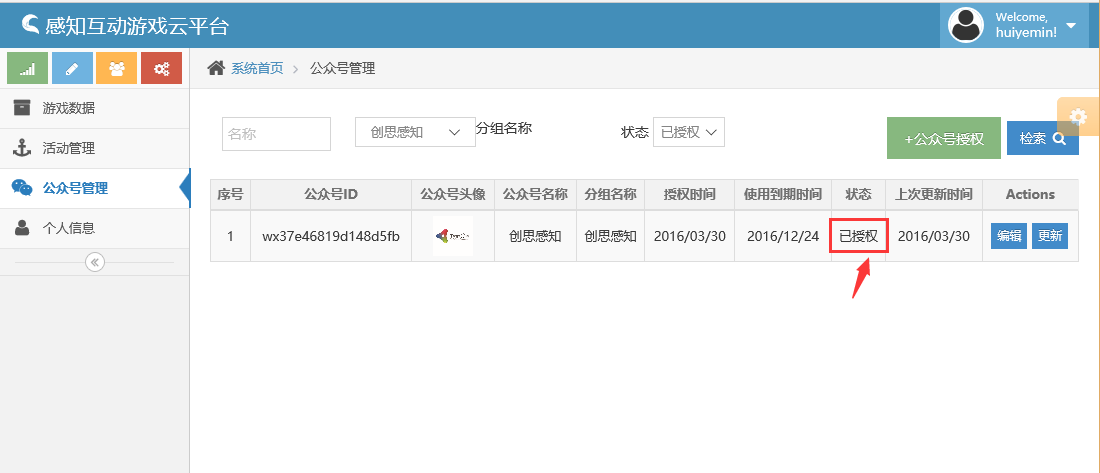 感知互动游戏云平台
Welcome,
huiyemin!
系统首页 公众号管理
游戏数据
活动管理
公众号管理
个人信息
名称 创思感知 分组名称 状态 已授权 +公众号授权 检索
序号 公众号ID 公众号头像 公众号名称 分组名称 授权时间 使用到期时间 状态 上次更新时间 Actions
1 wx37e46819d148d5fb 创思感知 创思感知 2016/03/30 2016/12/24 已授权 2016/03/30 编辑 更新